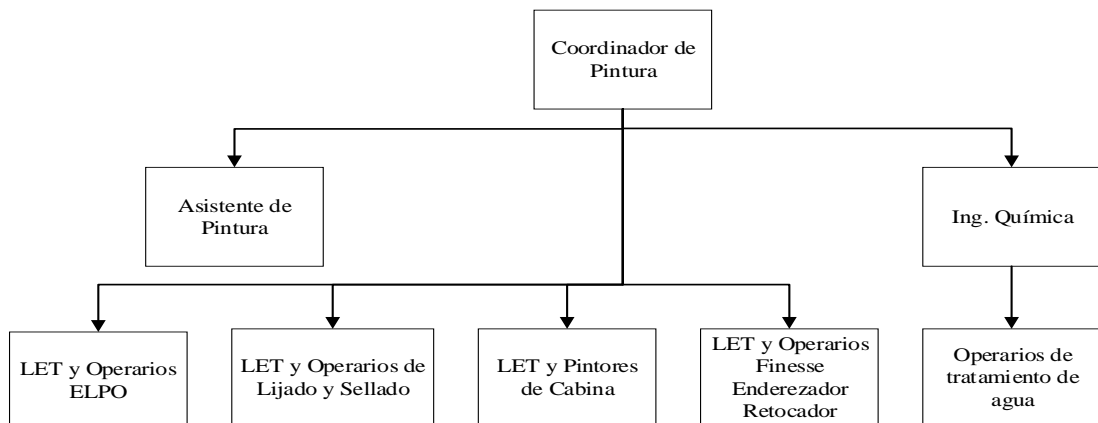 Coordinador de
Pintura
Asistente de
Pintura
Ing. Química
LET y Operarios
ELPO
LET y Operarios de
Lijado y Sellado
LET y Pintores
de Cabina
LET y Operarios
Finesse
Enderezador
Retocador
Operarios de
tratamiento de
agua